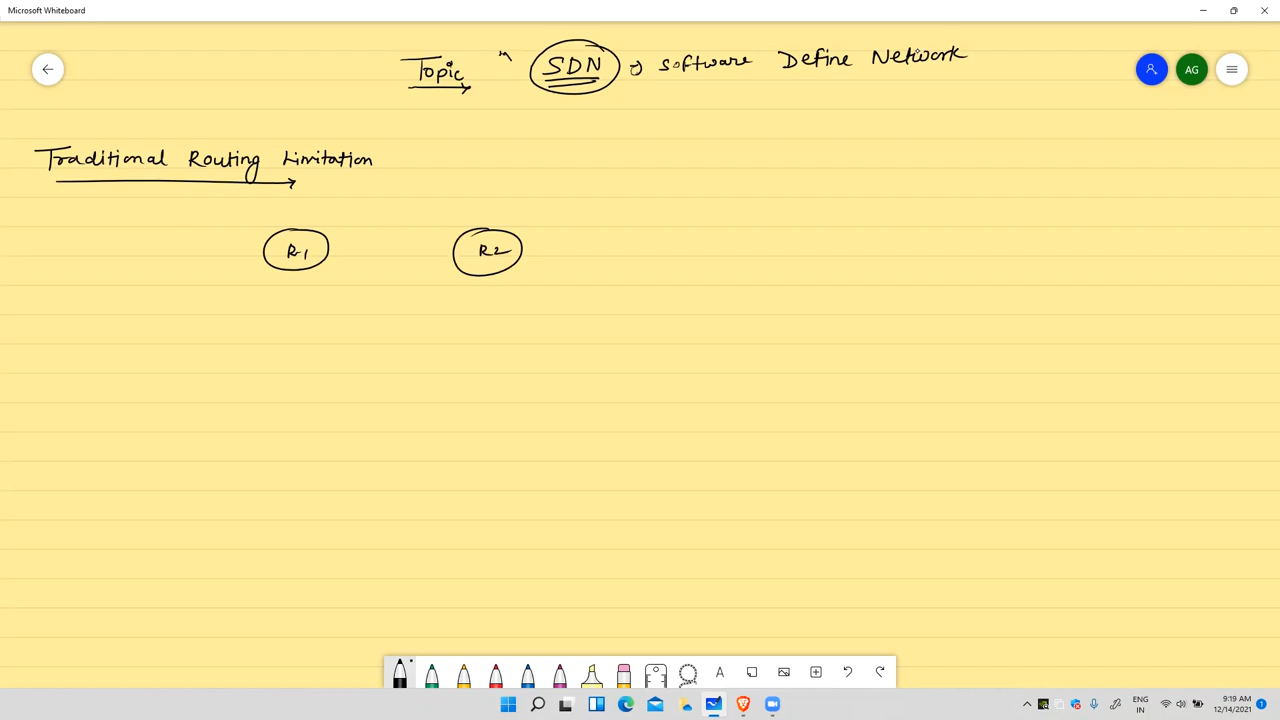 Microsoft Whiteboard
Topic SDN Software Define Network
AG
Traditional Routing Limitation
R1 R2
A
ENG
IN
9:19 AM
12/14/2021